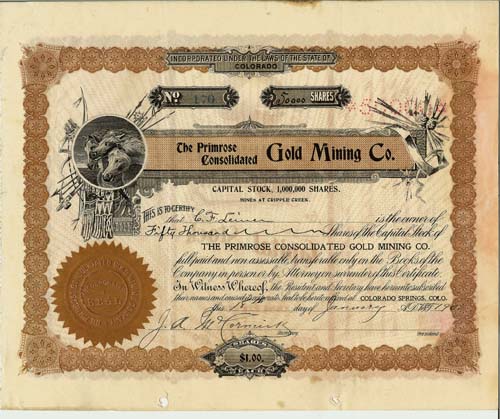 INCORPORATED UNDER THE LAWS OF THE STATE OF
COLORADO
No 170
50000 SHARES
The Primrose
Consolidated Gold Mining Co.
CAPITAL STOCK, 1,000,000 SHARES.
MINES AT CRIPPLE CREEK.
THIS IS TO CERTIFY
that C. F. is the owner of
Fifty Thousand Shares of the Capital Stock of
THE PRIMROSE CONSOLIDATED GOLD MINING CO.
full paid and non assessable, transferable only on the Books of the
Company in person or by Attorney on surrender of this Certificate.
In Witness Whereof, the President and Secretary have hereunto subscribed
their names and caused the corporate seal to be hereto affixed at COLORADO SPRINGS, COLO.
this day of January A.D.
J. A. McCormick
President
SHARES
$1.00.
EACH